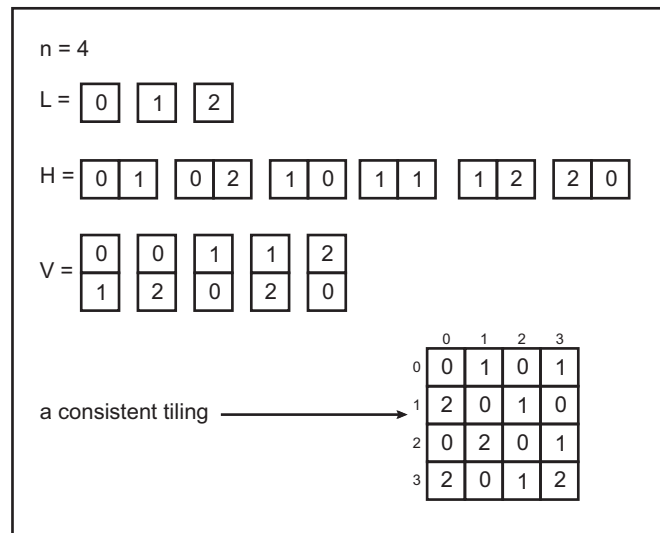 n = 4
L = 0 1 2
H = 0 1 0 2 1 0 1 1 1 2 2 0
V =
0 0 1 1 2
1 2 0 2 0
0 1 2 3
0 0 1 0 1
a consistent tiling
1 2 0 1 0
2 0 2 0 1
3 2 0 1 2